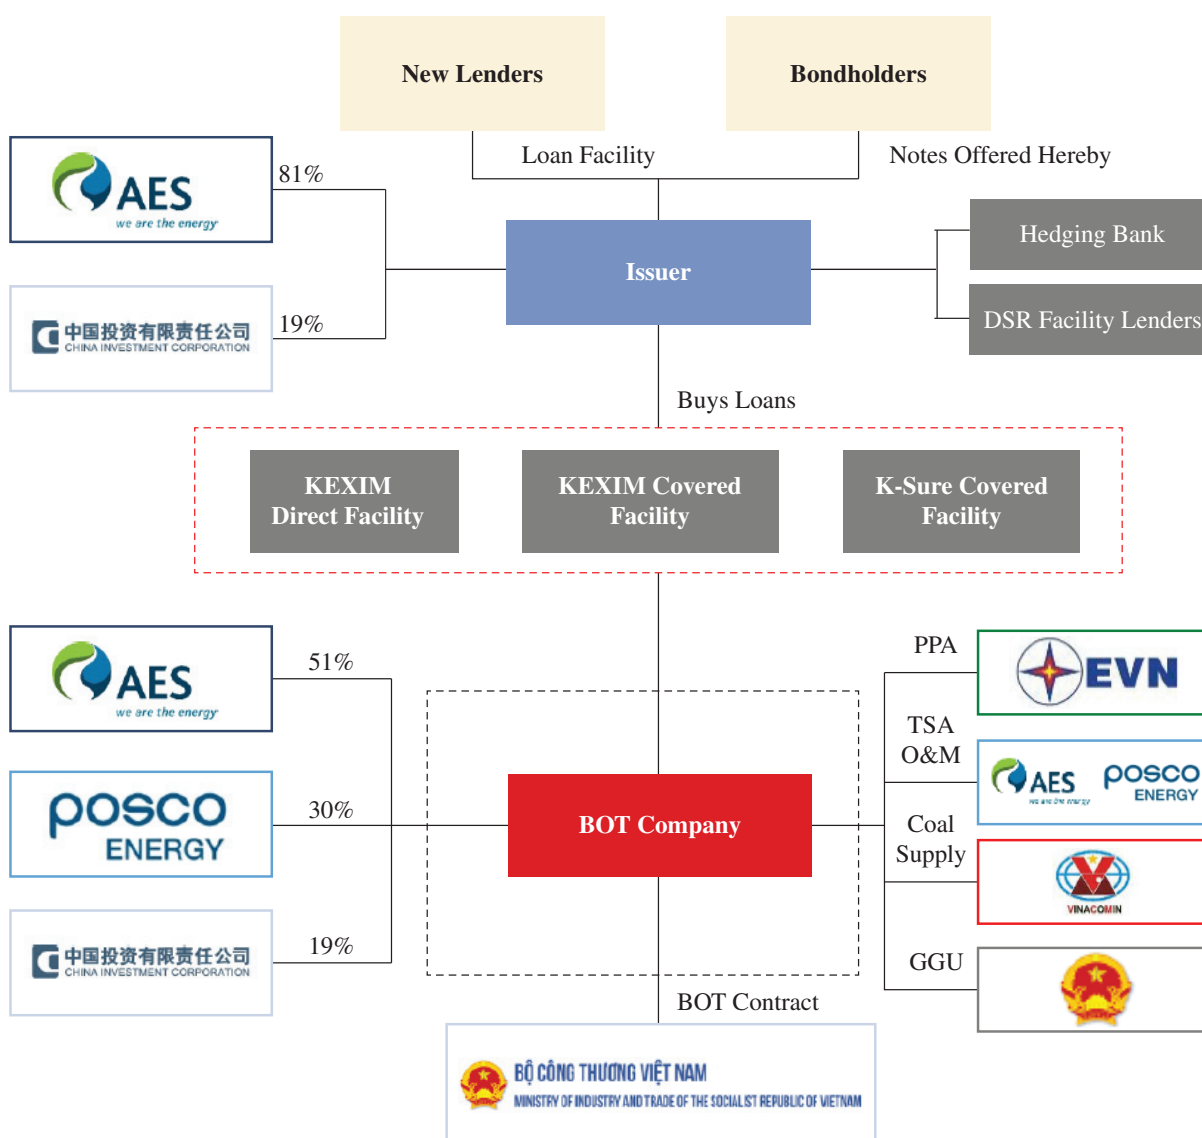 New Lenders
Bondholders
Loan Facility
Notes Offered Hereby
AES
we are the energy
81%
Issuer
Hedging Bank
DSR Facility Lenders
中国投资有限责任公司
CHINA INVESTMENT CORPORATION
19%
Buys Loans
KEXIM
Direct Facility
KEXIM Covered
Facility
K-Sure Covered
Facility
AES
we are the energy
51%
posco
ENERGY
30%
中国投资有限责任公司
CHINA INVESTMENT CORPORATION
19%
BOT Company
PPA
EVN
TSA
O&M
AES
we are the energy
posco
ENERGY
Coal
Supply
VINACOMIN
GGU
BOT Contract
BỘ CÔNG THƯƠNG VIỆT NAM
MINISTRY OF INDUSTRY AND TRADE OF THE SOCIALIST REPUBLIC OF VIETNAM